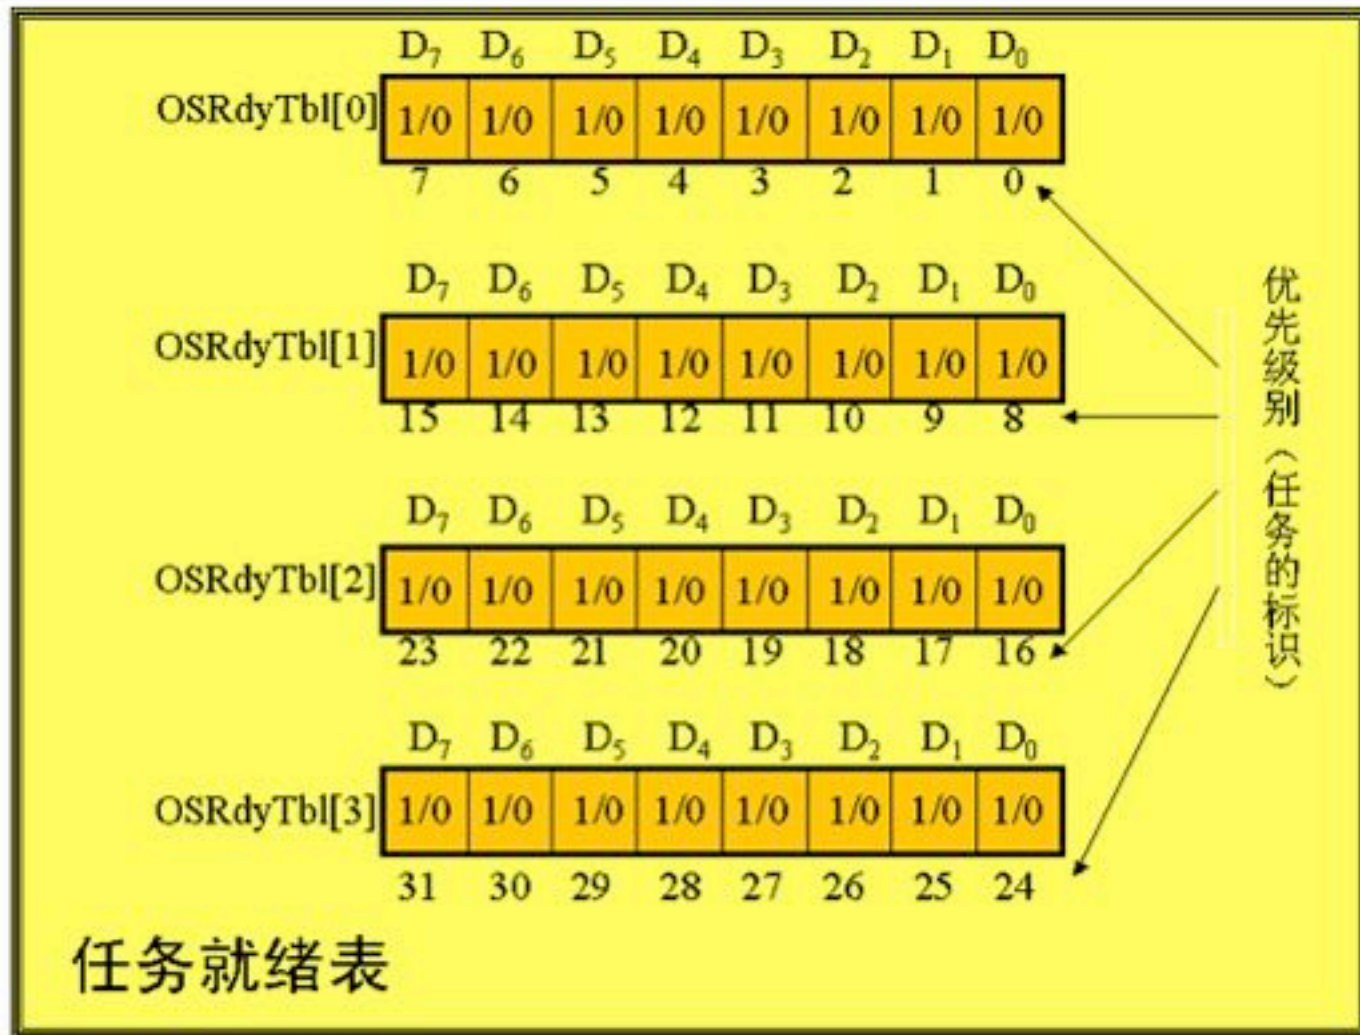 D₇ D₆ D₅ D₄ D₃ D₂ D₁ D₀
OSRdyTbl[0] 1/0 1/0 1/0 1/0 1/0 1/0 1/0 1/0
7 6 5 4 3 2 1 0
D₇ D₆ D₅ D₄ D₃ D₂ D₁ D₀
OSRdyTbl[1] 1/0 1/0 1/0 1/0 1/0 1/0 1/0 1/0
15 14 13 12 11 10 9 8
D₇ D₆ D₅ D₄ D₃ D₂ D₁ D₀
OSRdyTbl[2] 1/0 1/0 1/0 1/0 1/0 1/0 1/0 1/0
23 22 21 20 19 18 17 16
D₇ D₆ D₅ D₄ D₃ D₂ D₁ D₀
OSRdyTbl[3] 1/0 1/0 1/0 1/0 1/0 1/0 1/0 1/0
31 30 29 28 27 26 25 24
优先级别（任务的标识）
任务就绪表